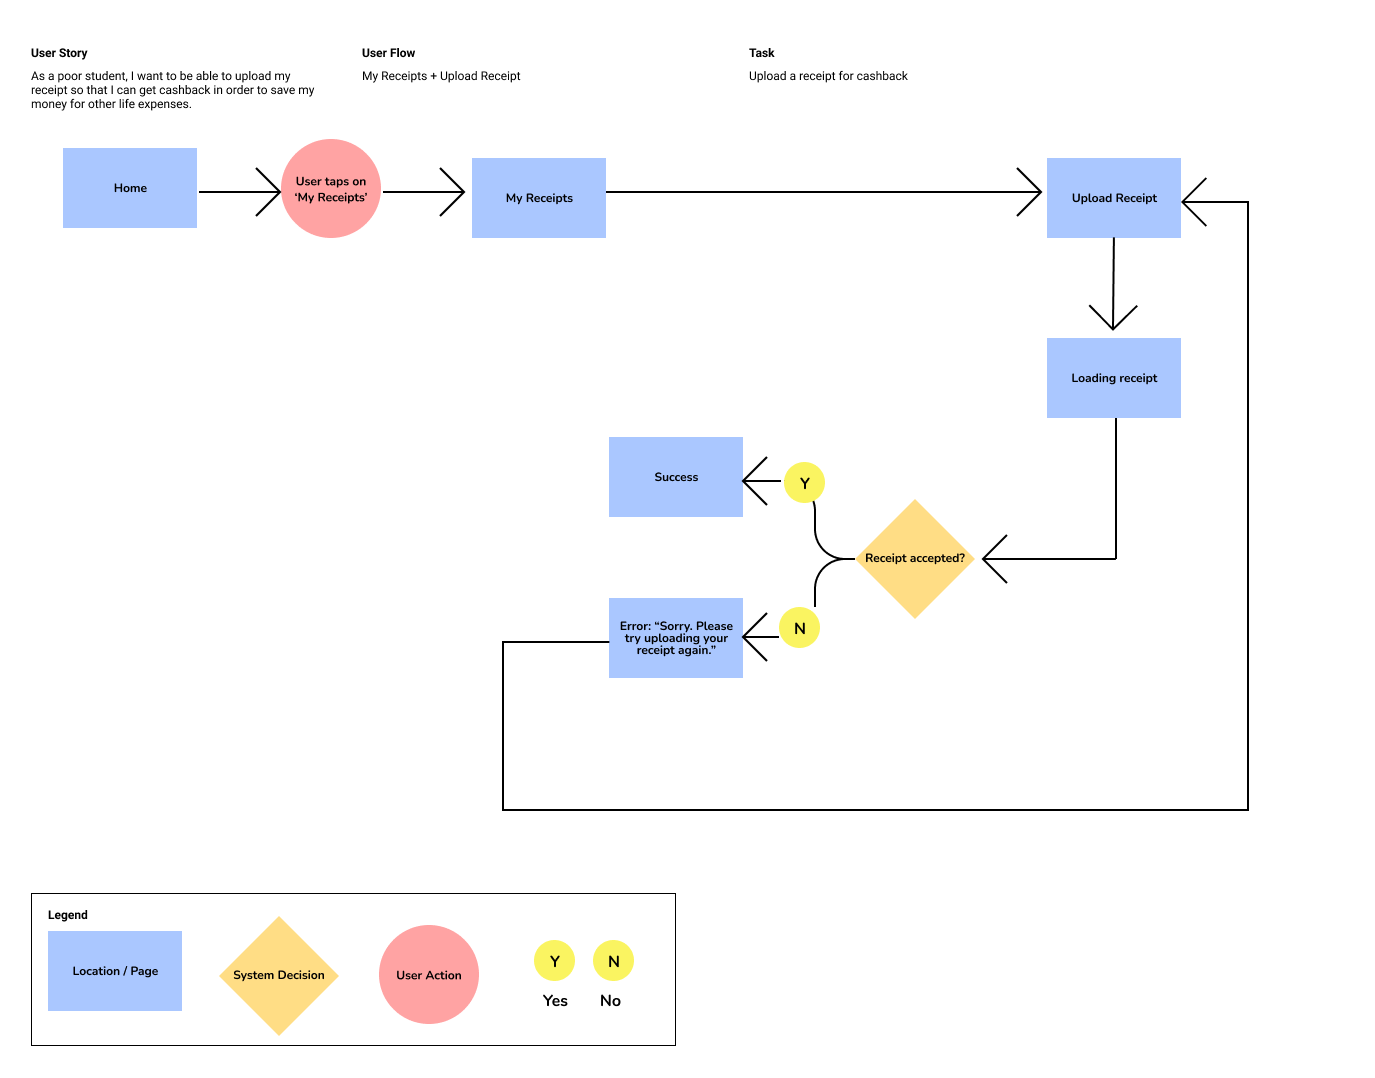 User Story
As a poor student, I want to be able to upload my
receipt so that I can get cashback in order to save my
money for other life expenses.
User Flow
My Receipts + Upload Receipt
Task
Upload a receipt for cashback
Home
User taps on
‘My Receipts’
My Receipts
Upload Receipt
Loading receipt
Success
Y
Receipt accepted?
Error: “Sorry. Please
try uploading your
receipt again.”
N
Legend
Location / Page
System Decision
User Action
Y
N
Yes
No